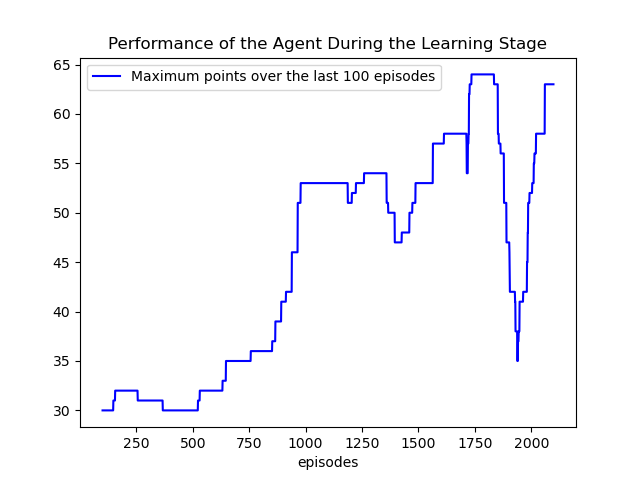 Performance of the Agent During the Learning Stage
Maximum points over the last 100 episodes
65
60
55
50
45
40
35
30
250 500 750 1000 1250 1500 1750 2000
episodes